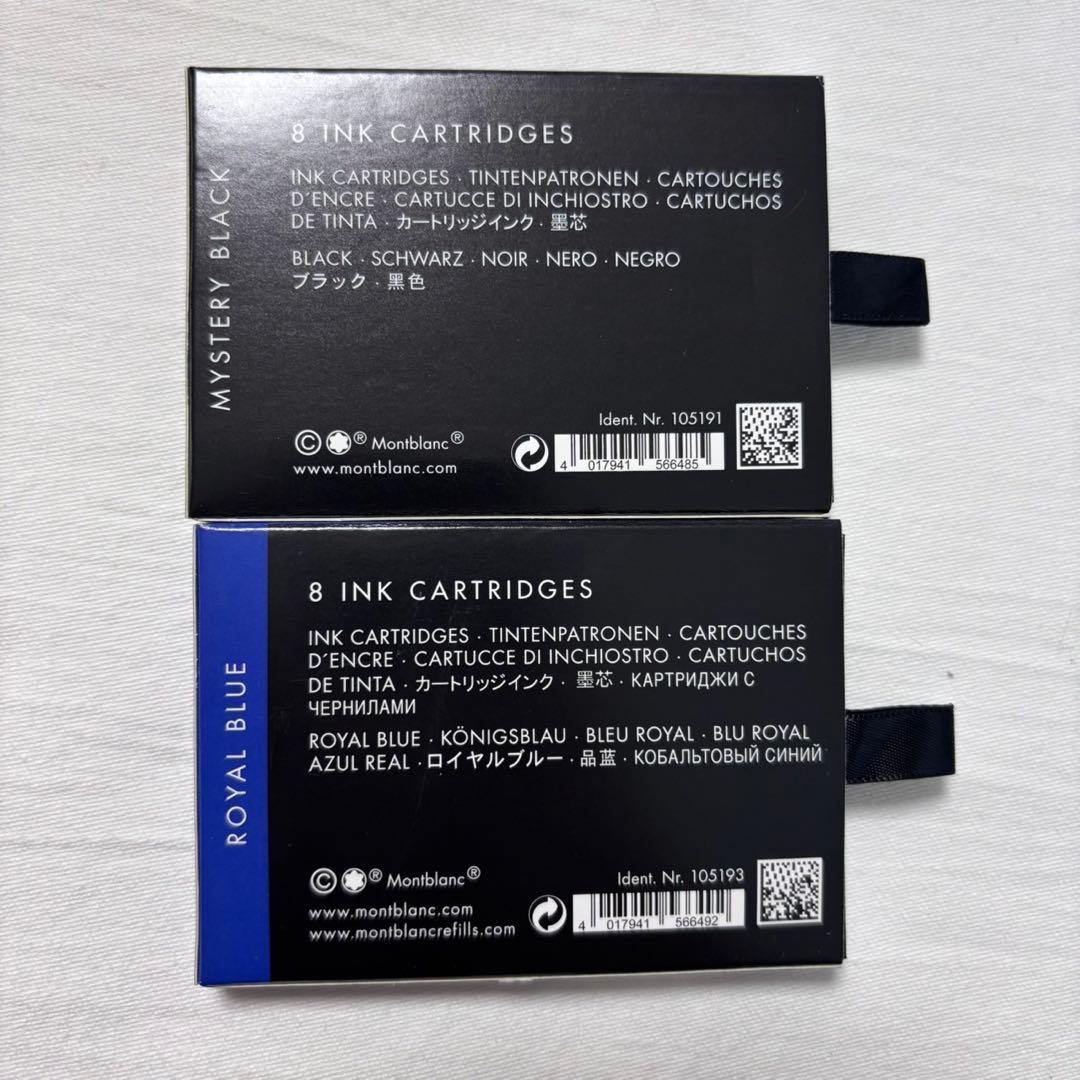 MYSTERY BLACK
8 INK CARTRIDGES
INK CARTRIDGES · TINTENPATRONEN · CARTOUCHES
D´ENCRE · CARTUCCE DI INCHIOSTRO · CARTUCHOS
DE TINTA · カートリッジインク · 墨芯
BLACK · SCHWARZ · NOIR · NERO · NEGRO
ブラック · 黑色
© ® Montblanc®
www.montblanc.com
Ident. Nr. 105191
4 017941 566485
ROYAL BLUE
8 INK CARTRIDGES
INK CARTRIDGES · TINTENPATRONEN · CARTOUCHES
D´ENCRE · CARTUCCE DI INCHIOSTRO · CARTUCHOS
DE TINTA · カートリッジインク · 墨芯 · КАРТРИДЖИ С
ЧЕРНИЛАМИ
ROYAL BLUE · KÖNIGSBLAU · BLEU ROYAL · BLU ROYAL
AZUL REAL · ロイヤルブルー · 品蓝 · КОБАЛЬТОВЫЙ СИНИЙ
© ® Montblanc®
www.montblanc.com
www.montblancrefills.com
Ident. Nr. 105193
4 017941 566492